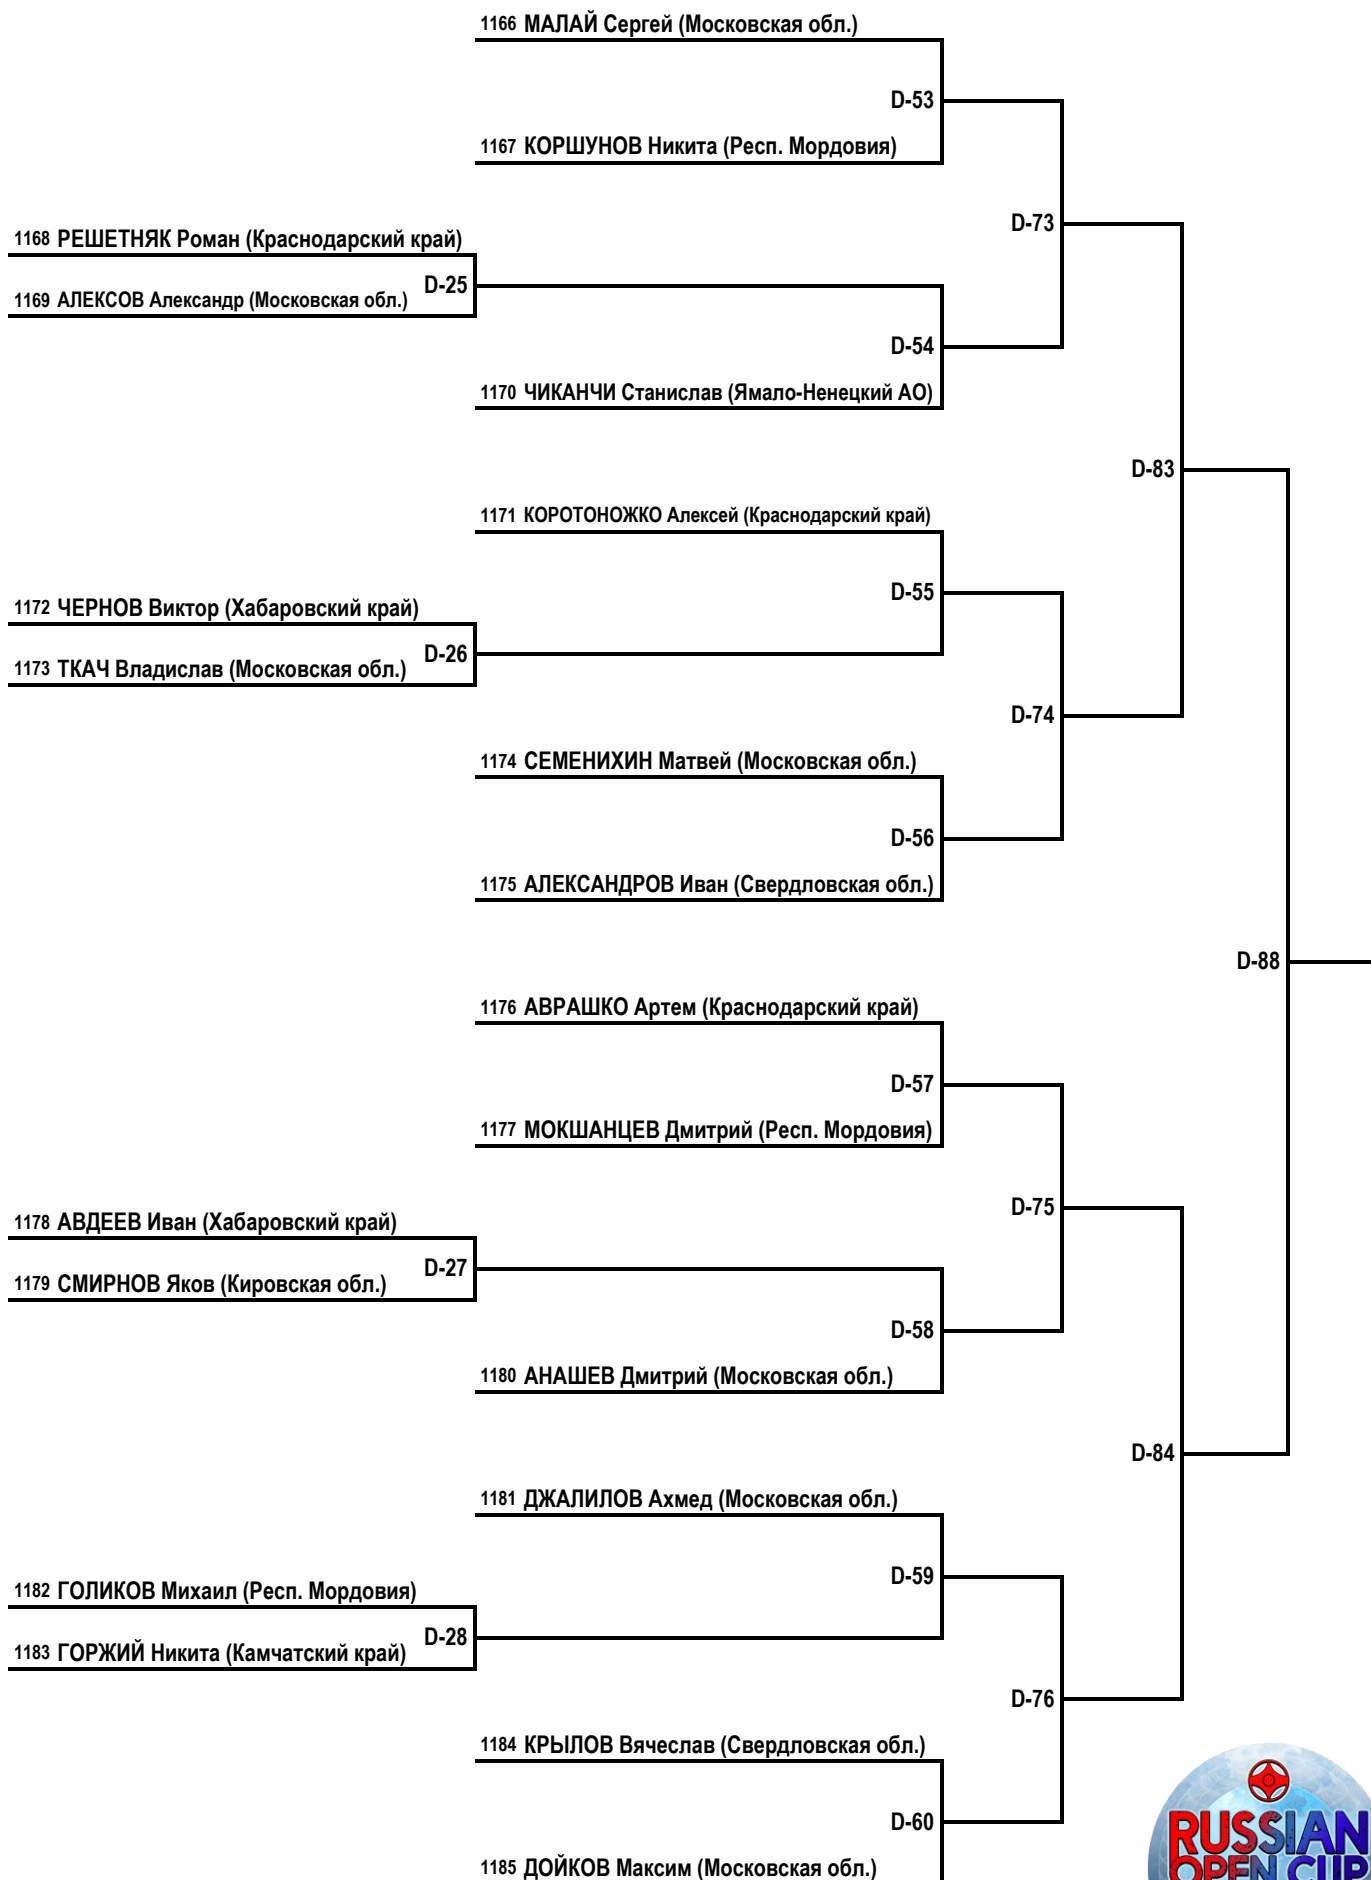 1166 МАЛАЙ Сергей (Московская обл.)
D-53
1167 КОРШУНОВ Никита (Респ. Мордовия)
D-73
1168 РЕШЕТНЯК Роман (Краснодарский край)
D-25
1169 АЛЕКСОВ Александр (Московская обл.)
D-54
1170 ЧИКАНЧИ Станислав (Ямало-Ненецкий АО)
D-83
1171 КОРОТОНОЖКО Алексей (Краснодарский край)
D-55
1172 ЧЕРНОВ Виктор (Хабаровский край)
D-26
1173 ТКАЧ Владислав (Московская обл.)
D-74
1174 СЕМЕНИХИН Матвей (Московская обл.)
D-56
1175 АЛЕКСАНДРОВ Иван (Свердловская обл.)
D-88
1176 АВРАШКО Артем (Краснодарский край)
D-57
1177 МОКШАНЦЕВ Дмитрий (Респ. Мордовия)
D-75
1178 АВДЕЕВ Иван (Хабаровский край)
D-27
1179 СМИРНОВ Яков (Кировская обл.)
D-58
1180 АНАШЕВ Дмитрий (Московская обл.)
D-84
1181 ДЖАЛИЛОВ Ахмед (Московская обл.)
D-59
1182 ГОЛИКОВ Михаил (Респ. Мордовия)
D-28
1183 ГОРЖИЙ Никита (Камчатский край)
D-76
1184 КРЫЛОВ Вячеслав (Свердловская обл.)
D-60
1185 ДОЙКОВ Максим (Московская обл.)
RUSSIAN
OPEN CUP